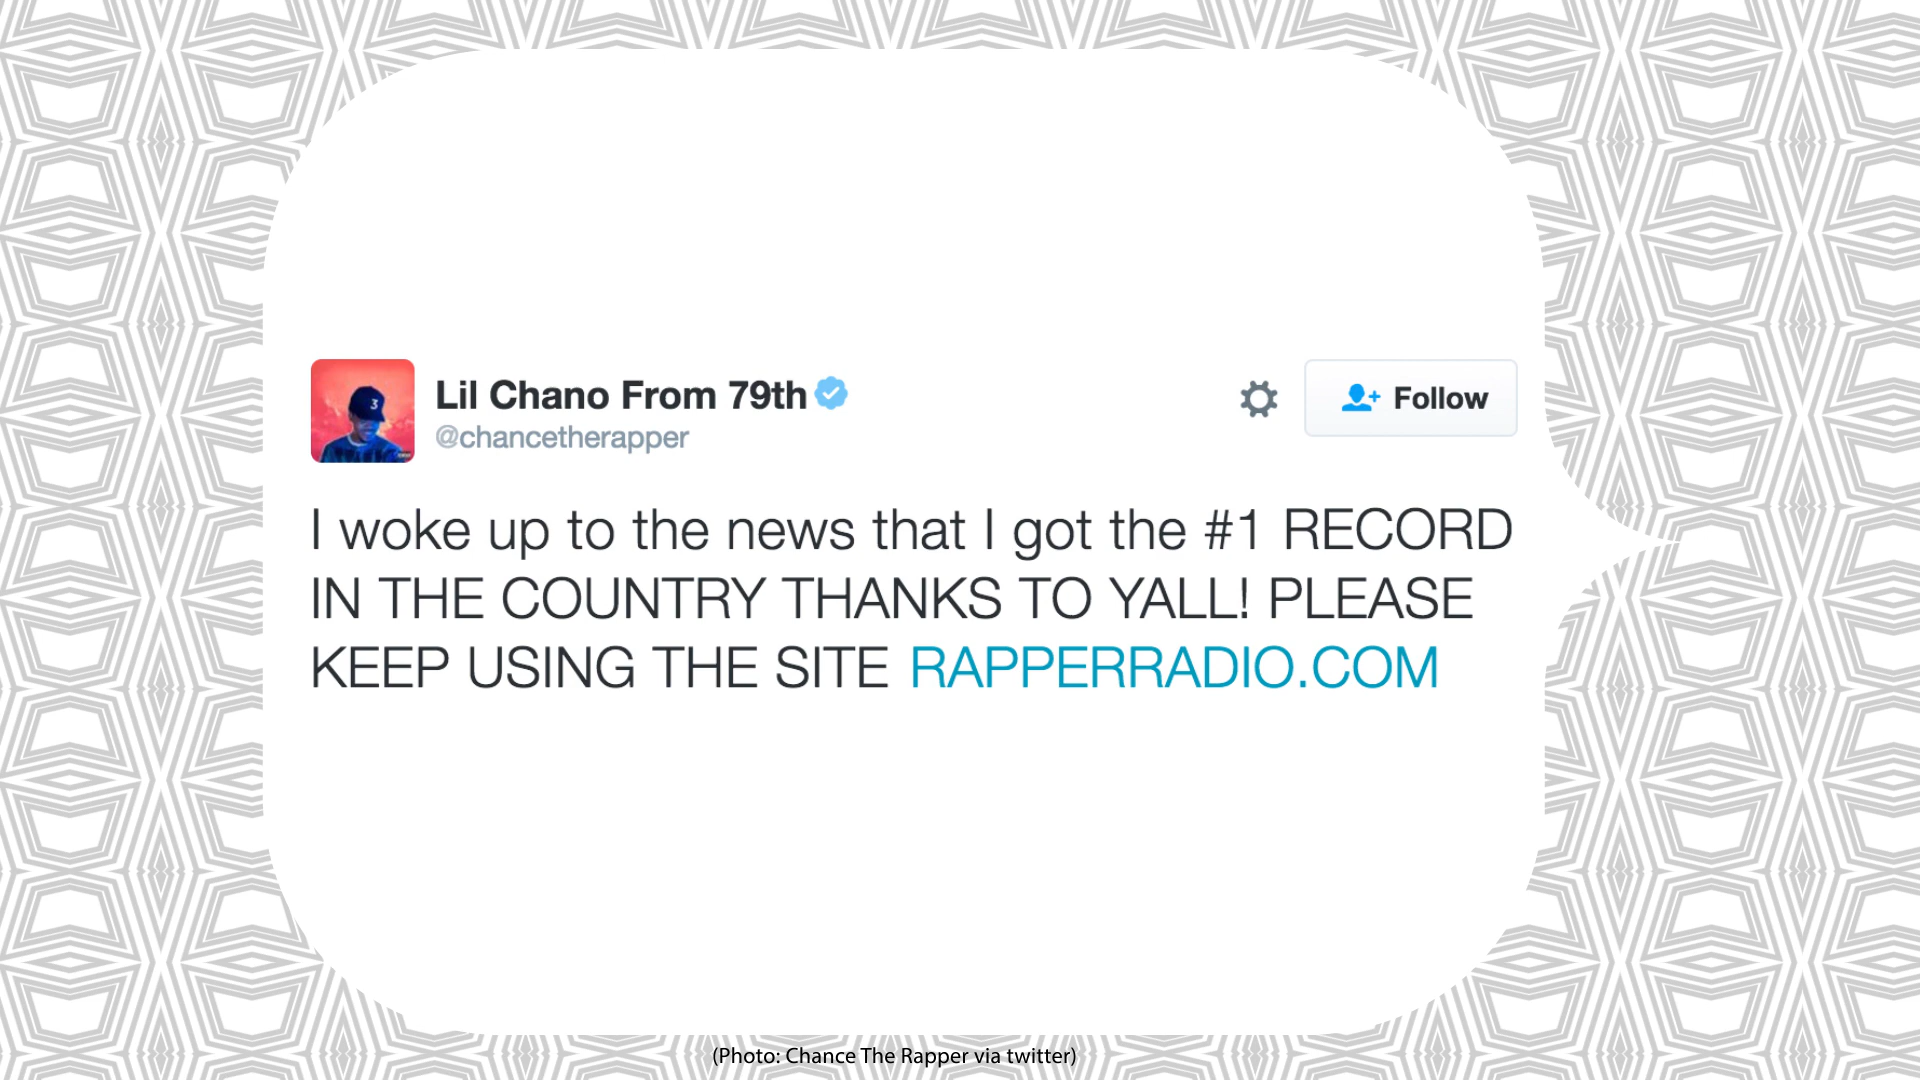 Lil Chano From 79th
@chancetherapper
Follow
I woke up to the news that I got the #1 RECORD
IN THE COUNTRY THANKS TO YALL! PLEASE
KEEP USING THE SITE RAPPERRADIO.COM
3
(Photo: Chance The Rapper via twitter)